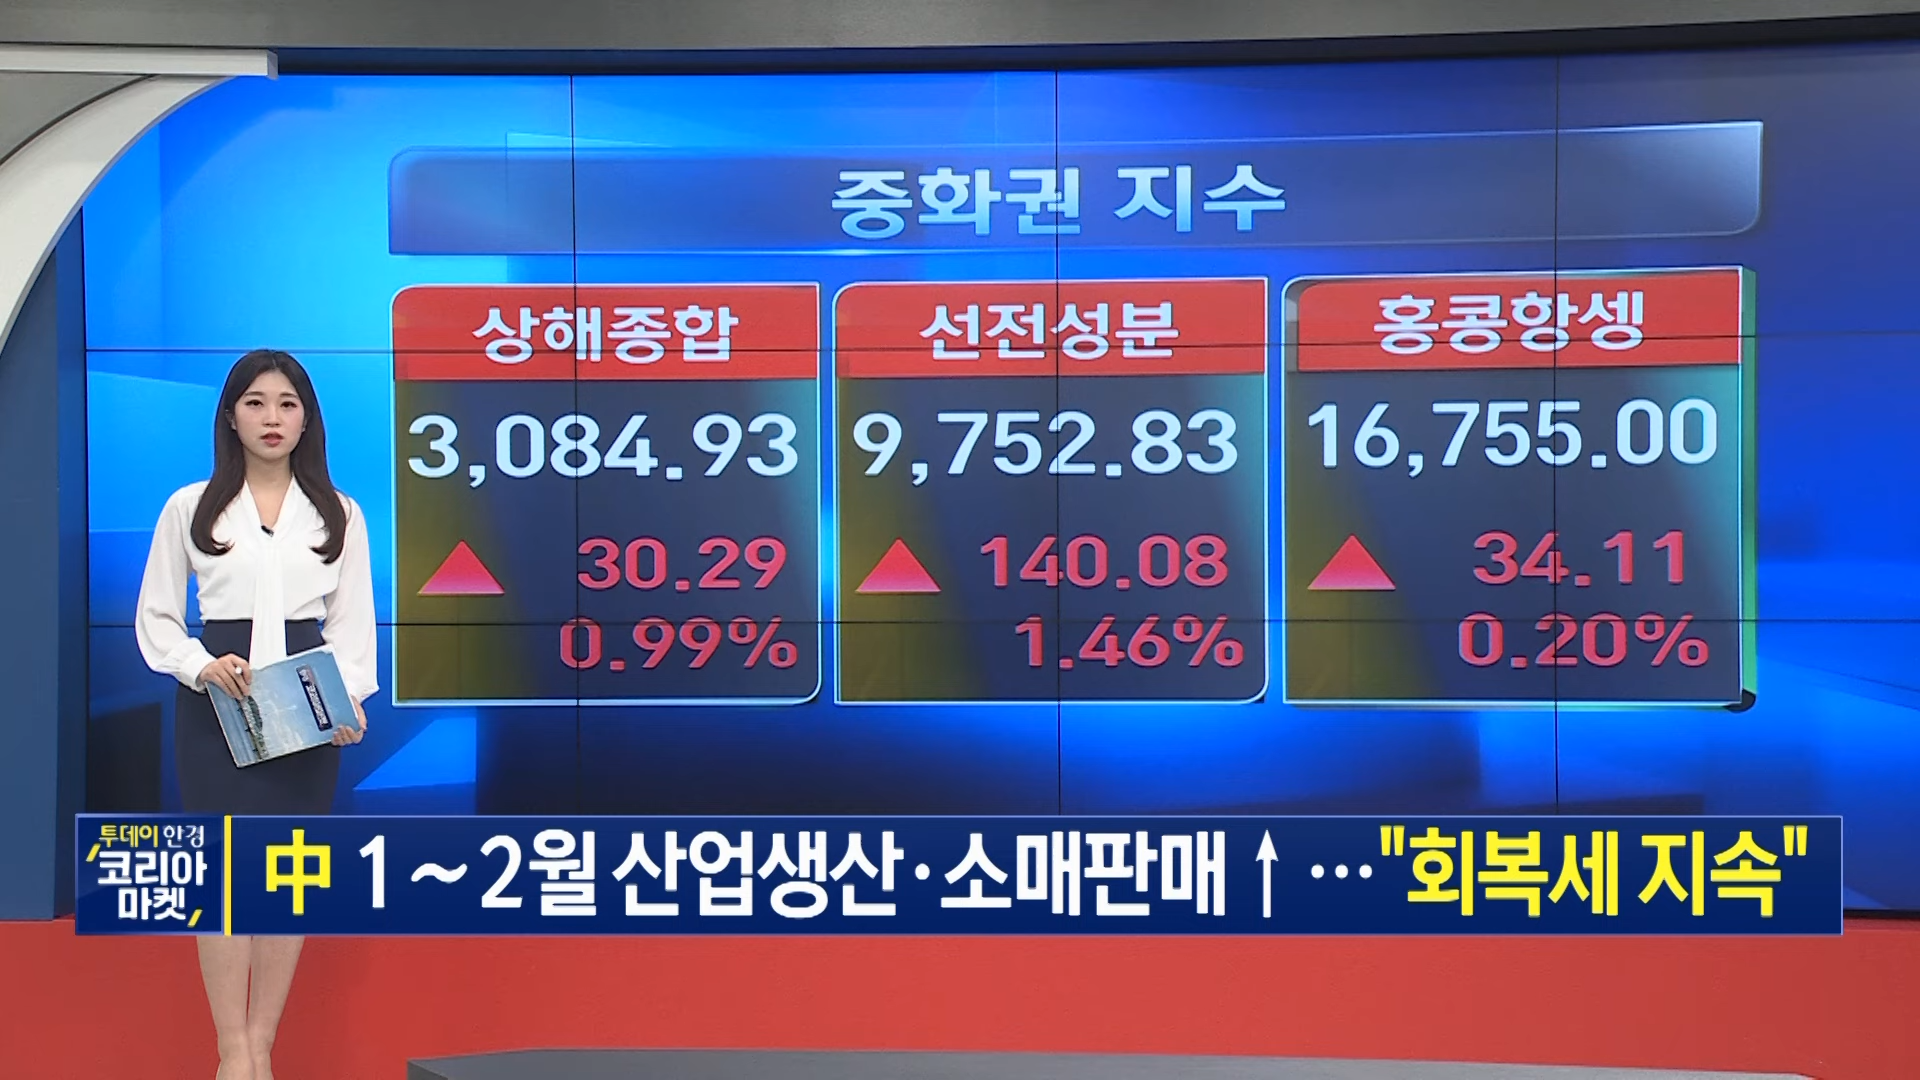 중화권 지수
상해종합
3,084.93
▲ 30.29
0.99%
선전성분
9,752.83
▲ 140.08
1.46%
홍콩항셍
16,755.00
▲ 34.11
0.20%
투데이 한경
코리아
마켓
中 1~2월 산업생산·소매판매↑…"회복세 지속"